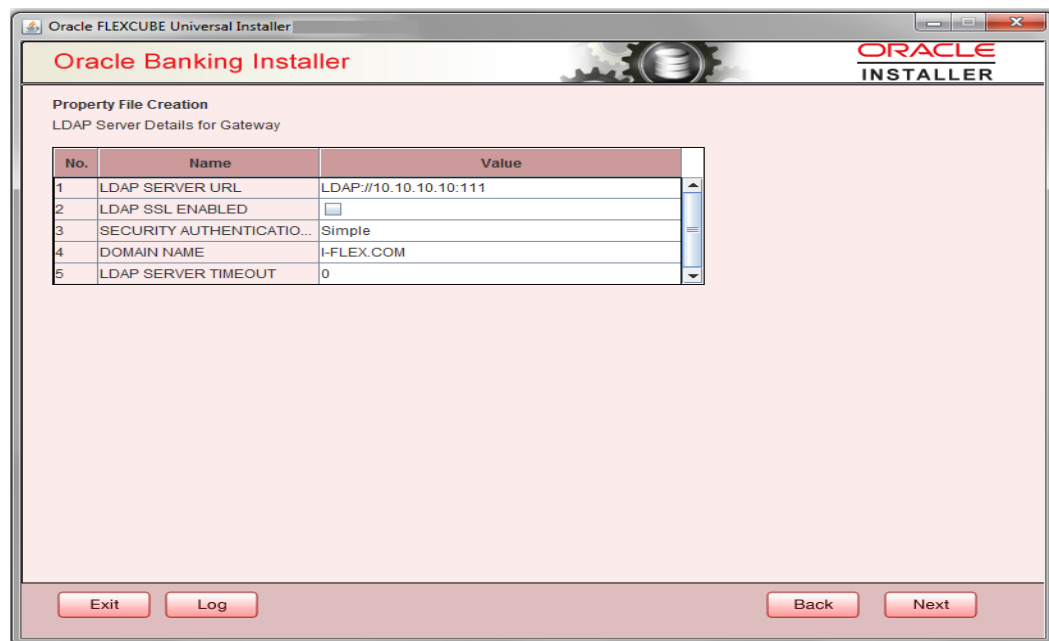 Oracle FLEXCUBE Universal Installer
Oracle Banking Installer
ORACLE
INSTALLER
Property File Creation
LDAP Server Details for Gateway
No. Name Value
1 LDAP SERVER URL LDAP://10.10.10.10:111
2 LDAP SSL ENABLED
3 SECURITY AUTHENTICATIO... Simple
4 DOMAIN NAME I-FLEX.COM
5 LDAP SERVER TIMEOUT 0
Exit Log Back Next